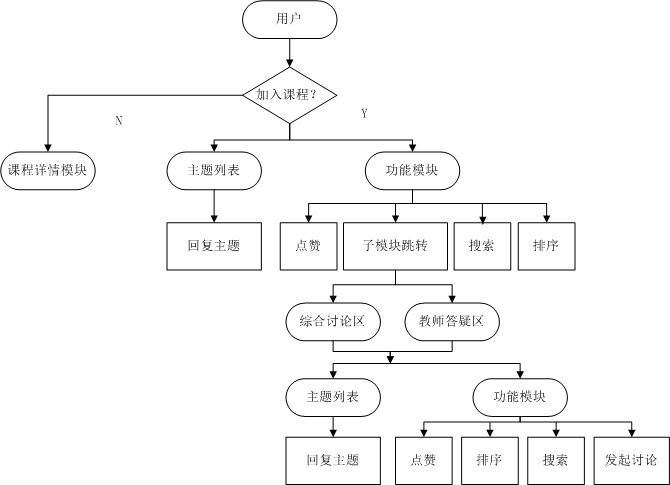 用户
加入课程？
N
Y
课程详情模块
主题列表
功能模块
回复主题
点赞
子模块跳转
搜索
排序
综合讨论区
教师答疑区
主题列表
功能模块
回复主题
点赞
排序
搜索
发起讨论